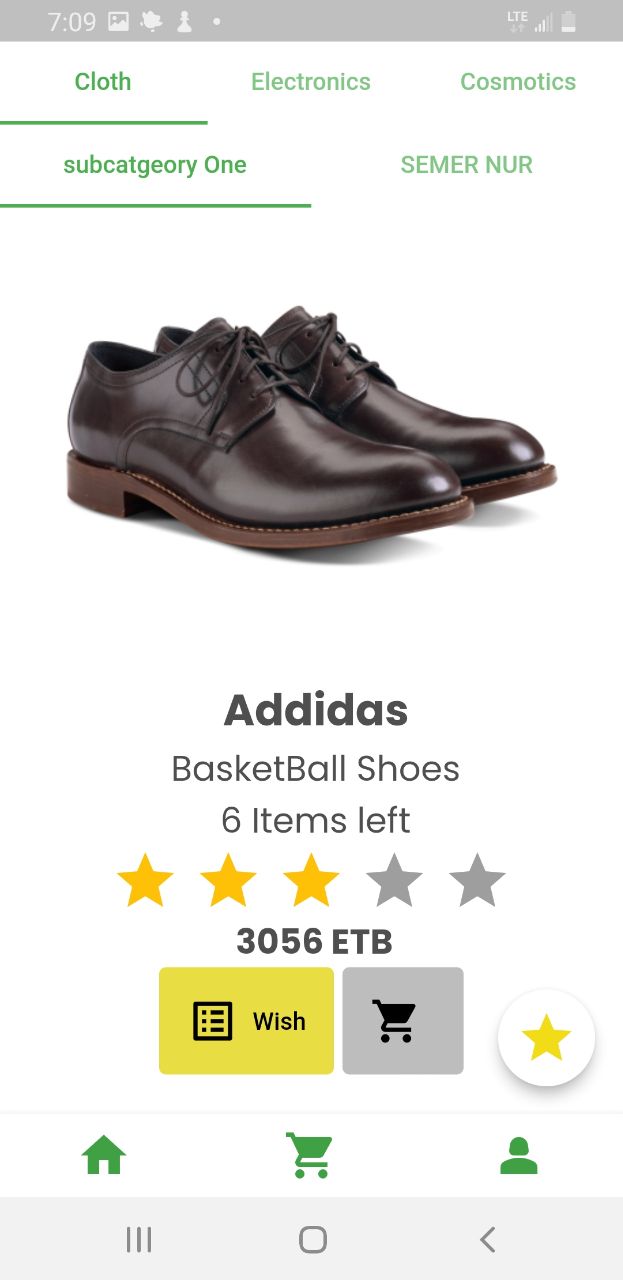 7:09 LTE
Cloth Electronics Cosmotics
subcatgeory One SEMER NUR
Addidas
BasketBall Shoes
6 Items left
3056 ETB
Wish